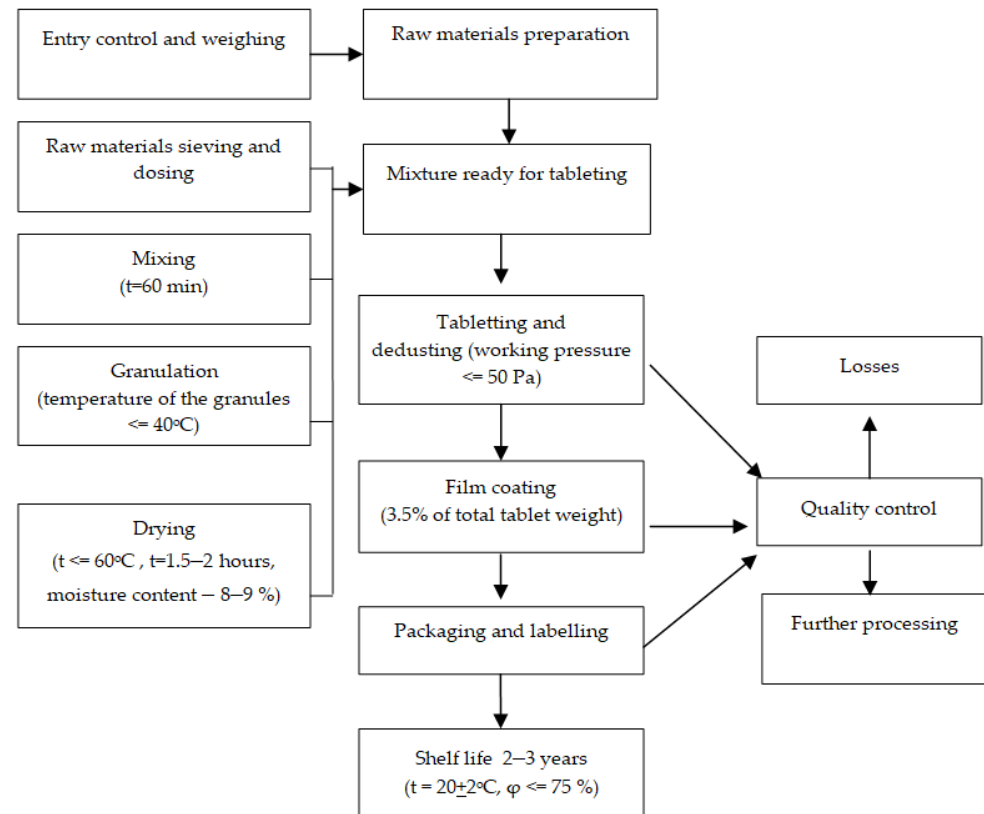 Entry control and weighing
Raw materials preparation
Raw materials sieving and
dosing
Mixture ready for tableting
Mixing
(t=60 min)
Granulation
(temperature of the granules
<= 40°C)
Drying
(t <= 60°C , t=1.5–2 hours,
moisture content – 8–9 %)
Tabletting and
dedusting (working pressure
<= 50 Pa)
Film coating
(3.5% of total tablet weight)
Packaging and labelling
Shelf life 2–3 years
(t = 20±2°C, φ <= 75 %)
Losses
Quality control
Further processing